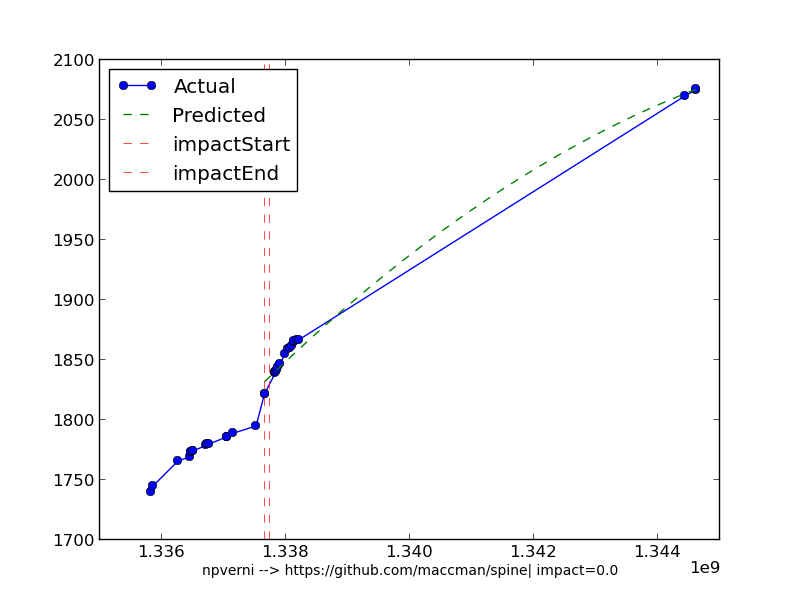 2100
2050
2000
1950
1900
1850
1800
1750
1700
Actual
Predicted
impactStart
impactEnd
1.336 1.338 1.340 1.342 1.344
1e9
npverni --> https://github.com/maccman/spine| impact=0.0